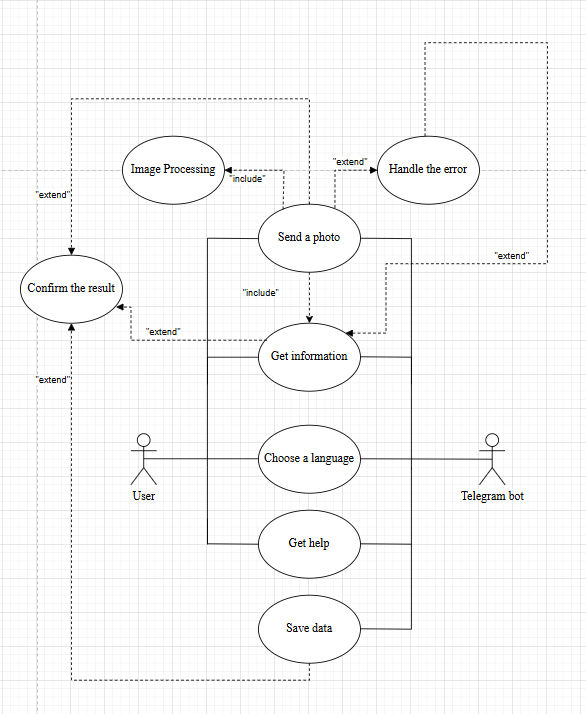 Image Processing
"extend"
Handle the error
"include"
"extend"
Send a photo
"extend"
Confirm the result
"include"
"extend"
Get information
"extend"
Choose a language
User
Telegram bot
Get help
Save data